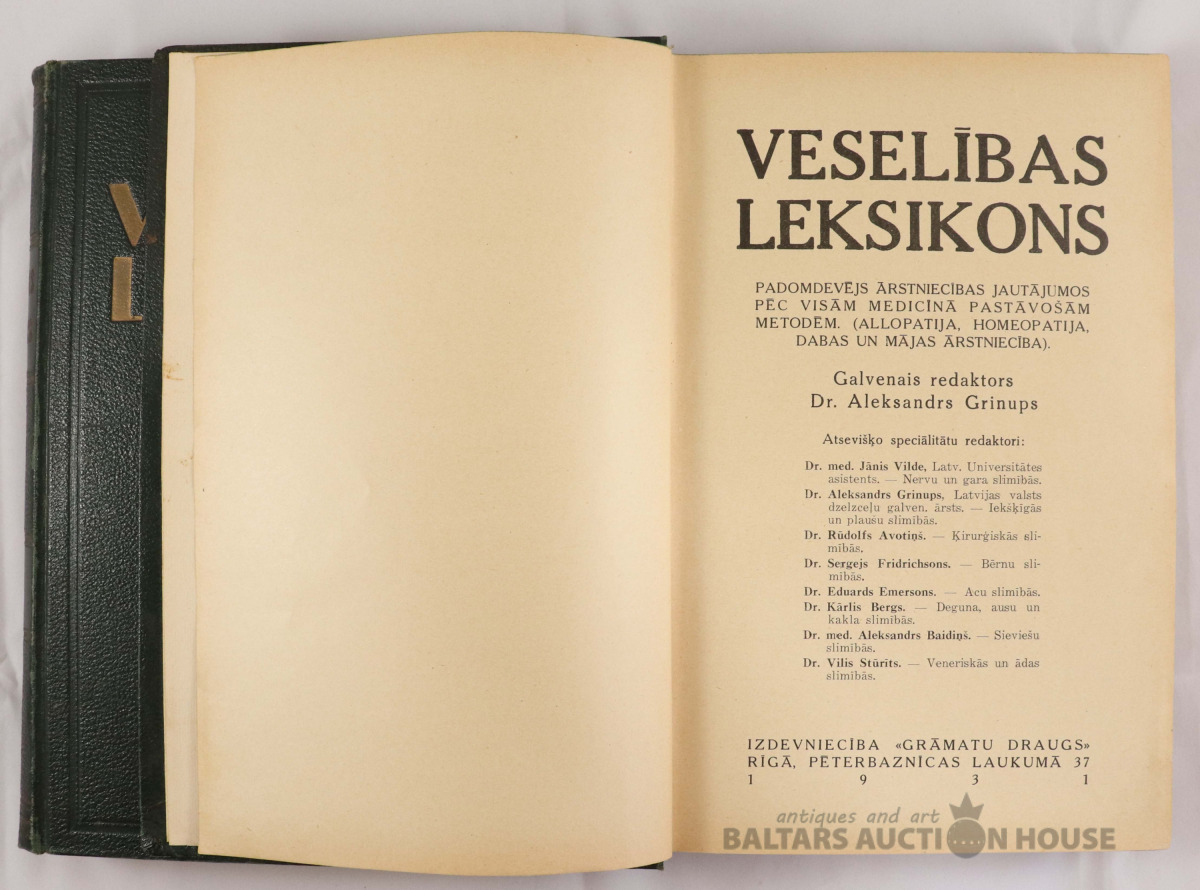 VESELĪBAS
LEKSIKONS
PADOMDEVĒJS ĀRSTNIECĪBAS JAUTĀJUMOS
PĒC VISĀM MEDICĪNĀ PASTĀVOŠĀM
METODĒM. (ALLOPATIJA, HOMEOPATIJA,
DABAS UN MĀJAS ĀRSTNIECĪBA).
Galvenais redaktors
Dr. Aleksandrs Grinups
Atsevišķo speciālitātu redaktori:
Dr. med. Jānis Vilde, Latv. Universitātes
asistents. — Nervu un gara slimībās.
Dr. Aleksandrs Grinups, Latvijas valsts
dzelzceļu galven. ārsts. — Iekšķīgās
un plaušu slimībās.
Dr. Rūdolfs Avotiņš. — Ķirurģiskās sli-
mībās.
Dr. Sergejs Fridrichsons. — Bērnu sli-
mībās.
Dr. Eduards Emersons. — Acu slimībās.
Dr. Kārlis Bergs. — Deguna, ausu un
kakla slimībās.
Dr. med. Aleksandrs Baidiņš. — Sieviešu
slimībās.
Dr. Vilis Stūrīts. — Veneriskās un ādas
slimībās.
IZDEVNIECĪBA «GRĀMATU DRAUGS»
RĪGĀ, PĒTERBAZNĪCAS LAUKUMĀ 37
1 9 3 1
antiques and art
BALTARS AUCTION HOUSE
V
L